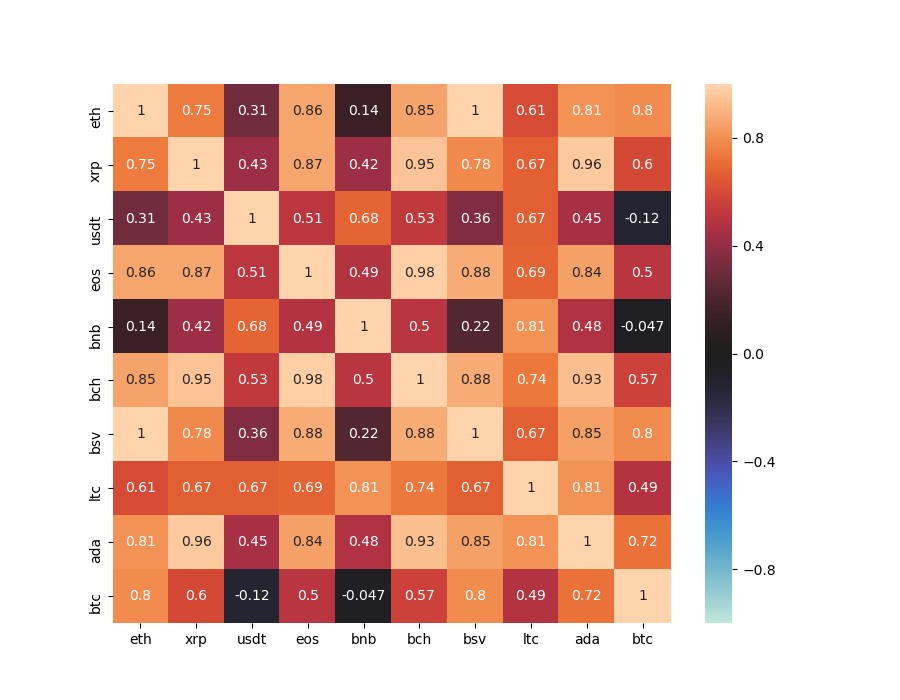 eth 1 0.75 0.31 0.86 0.14 0.85 1 0.61 0.81 0.8
xrp 0.75 1 0.43 0.87 0.42 0.95 0.78 0.67 0.96 0.6
usdt 0.31 0.43 1 0.51 0.68 0.53 0.36 0.67 0.45 -0.12
eos 0.86 0.87 0.51 1 0.49 0.98 0.88 0.69 0.84 0.5
bnb 0.14 0.42 0.68 0.49 1 0.5 0.22 0.81 0.48 -0.047
bch 0.85 0.95 0.53 0.98 0.5 1 0.88 0.74 0.93 0.57
bsv 1 0.78 0.36 0.88 0.22 0.88 1 0.67 0.85 0.8
ltc 0.61 0.67 0.67 0.69 0.81 0.74 0.67 1 0.81 0.49
ada 0.81 0.96 0.45 0.84 0.48 0.93 0.85 0.81 1 0.72
btc 0.8 0.6 -0.12 0.5 -0.047 0.57 0.8 0.49 0.72 1
eth xrp usdt eos bnb bch bsv ltc ada btc
0.8
0.4
0.0
−0.4
−0.8